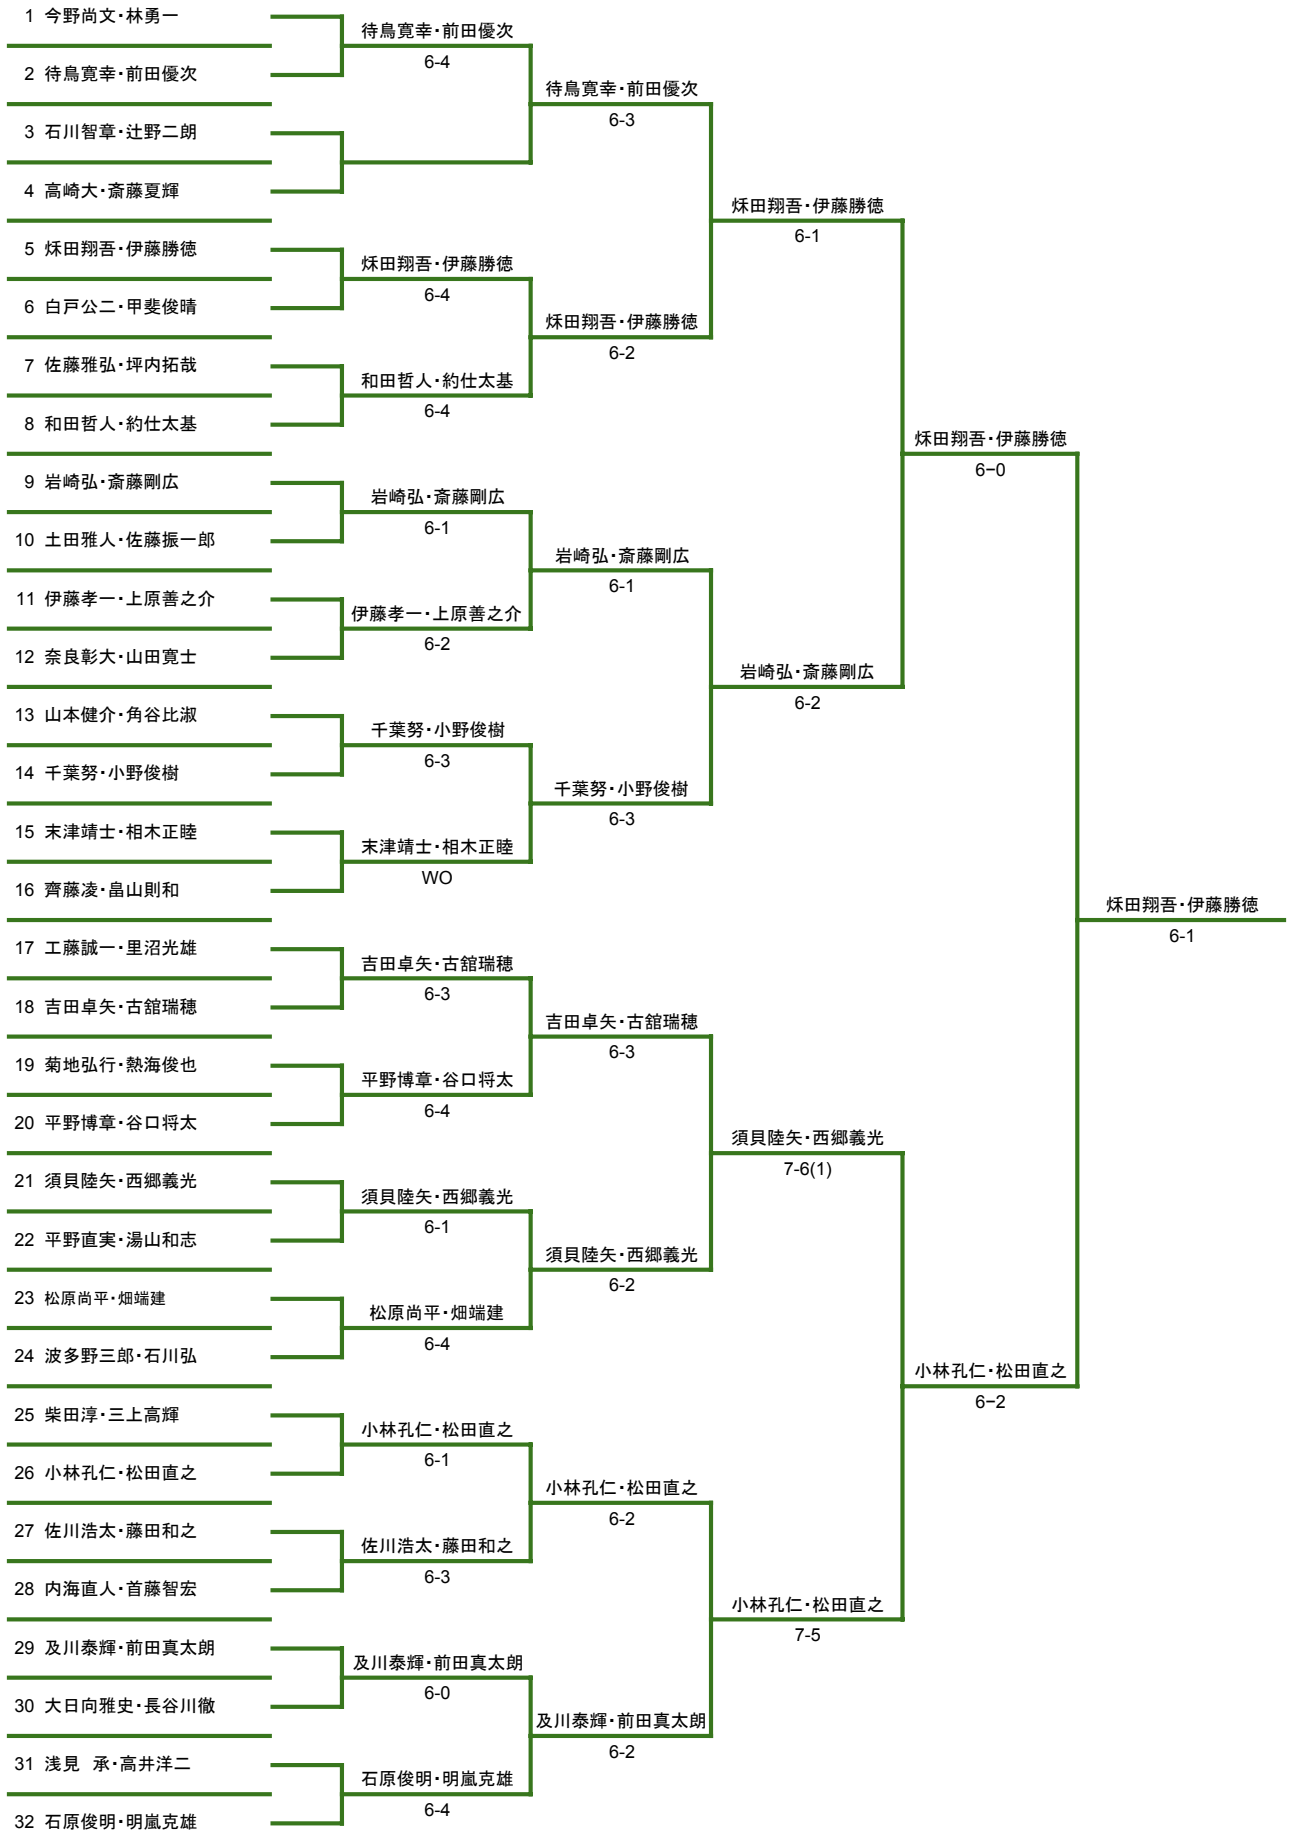 1 今野尚文・林勇一
2 待鳥寛幸・前田優次
3 石川智章・辻野二朗
4 高崎大・斎藤夏輝
5 秌田翔吾・伊藤勝徳
6 白戸公二・甲斐俊晴
7 佐藤雅弘・坪内拓哉
8 和田哲人・約仕太基
9 岩崎弘・斎藤剛広
10 土田雅人・佐藤振一郎
11 伊藤孝一・上原善之介
12 奈良彰大・山田寛士
13 山本健介・角谷比淑
14 千葉努・小野俊樹
15 末津靖士・相木正睦
16 齊藤凌・畠山則和
17 工藤誠一・里沼光雄
18 吉田卓矢・古舘瑞穂
19 菊地弘行・熱海俊也
20 平野博章・谷口将太
21 須貝陸矢・西郷義光
22 平野直実・湯山和志
23 松原尚平・畑端建
24 波多野三郎・石川弘
25 柴田淳・三上高輝
26 小林孔仁・松田直之
27 佐川浩太・藤田和之
28 内海直人・首藤智宏
29 及川泰輝・前田真太朗
30 大日向雅史・長谷川徹
31 浅見　承・高井洋二
32 石原俊明・明嵐克雄
待鳥寛幸・前田優次
6-4
秌田翔吾・伊藤勝徳
6-4
和田哲人・約仕太基
6-4
岩崎弘・斎藤剛広
6-1
伊藤孝一・上原善之介
6-2
千葉努・小野俊樹
6-3
末津靖士・相木正睦
WO
吉田卓矢・古舘瑞穂
6-3
平野博章・谷口将太
6-4
須貝陸矢・西郷義光
6-1
松原尚平・畑端建
6-4
小林孔仁・松田直之
6-1
佐川浩太・藤田和之
6-3
及川泰輝・前田真太朗
6-0
石原俊明・明嵐克雄
6-4
待鳥寛幸・前田優次
6-3
秌田翔吾・伊藤勝徳
6-2
岩崎弘・斎藤剛広
6-1
千葉努・小野俊樹
6-3
吉田卓矢・古舘瑞穂
6-3
須貝陸矢・西郷義光
6-2
小林孔仁・松田直之
6-2
及川泰輝・前田真太朗
6-2
秌田翔吾・伊藤勝徳
6-1
岩崎弘・斎藤剛広
6-2
須貝陸矢・西郷義光
7-6(1)
小林孔仁・松田直之
7-5
秌田翔吾・伊藤勝徳
6−0
小林孔仁・松田直之
6−2
秌田翔吾・伊藤勝徳
6-1